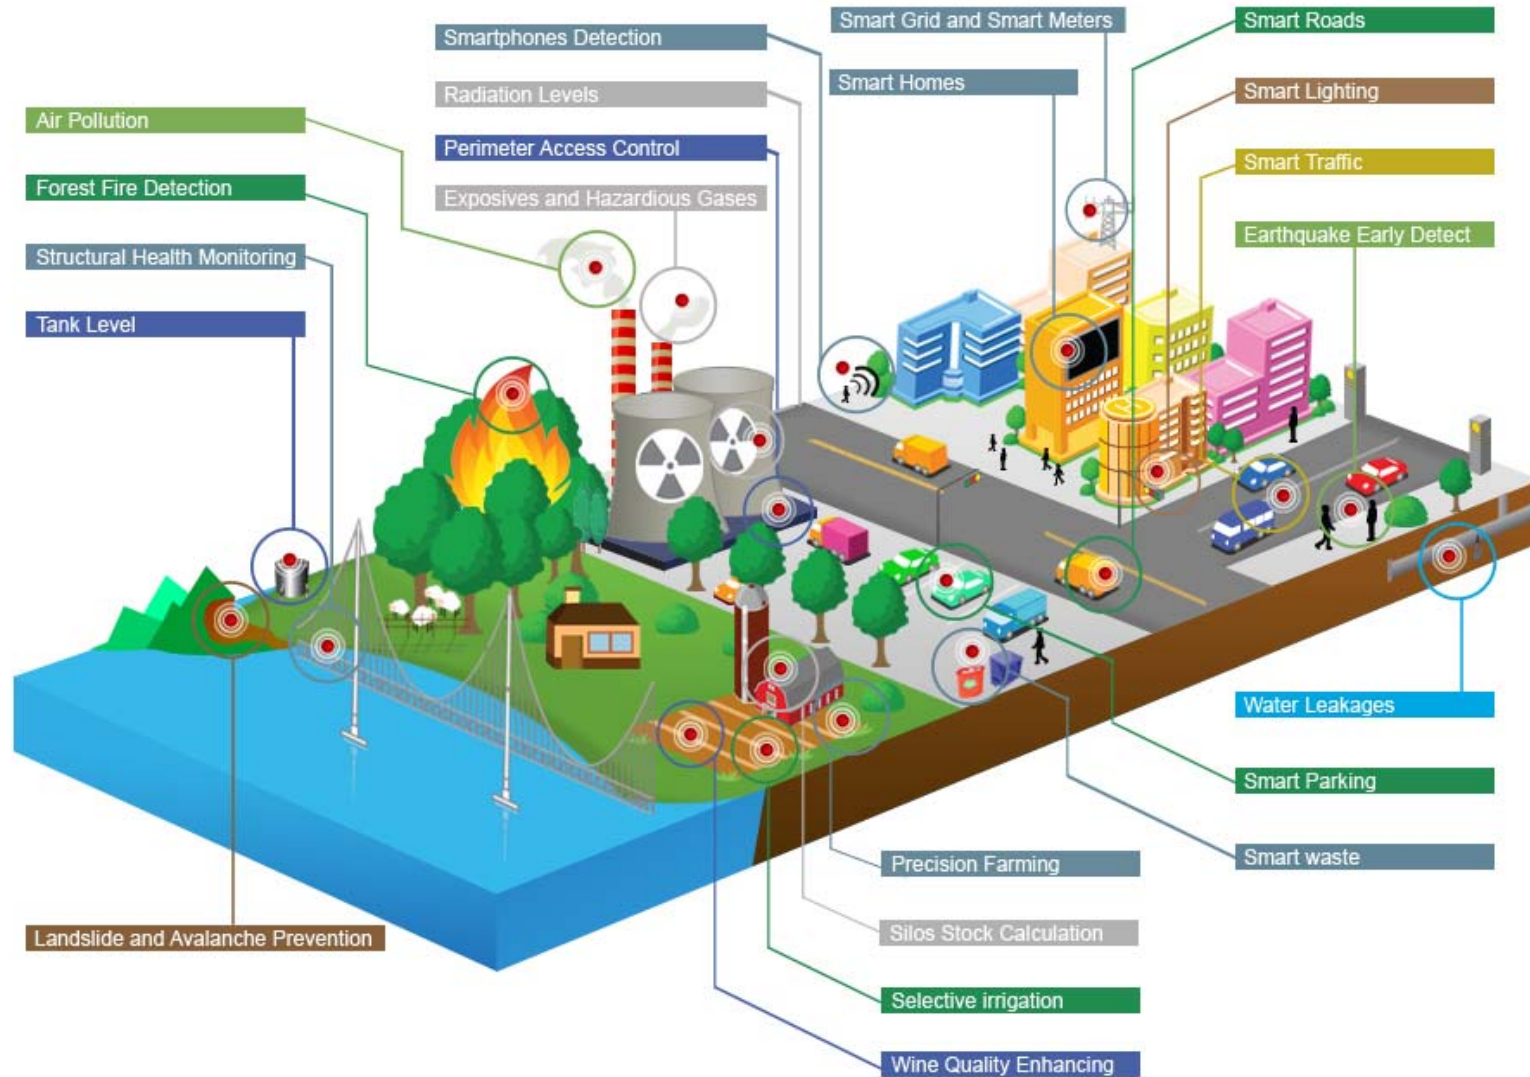 Air Pollution
Forest Fire Detection
Structural Health Monitoring
Tank Level
Smartphones Detection
Radiation Levels
Perimeter Access Control
Exposives and Hazardious Gases
Smart Grid and Smart Meters
Smart Homes
Smart Roads
Smart Lighting
Smart Traffic
Earthquake Early Detect
Water Leakages
Smart Parking
Smart waste
Precision Farming
Silos Stock Calculation
Selective irrigation
Wine Quality Enhancing
Landslide and Avalanche Prevention